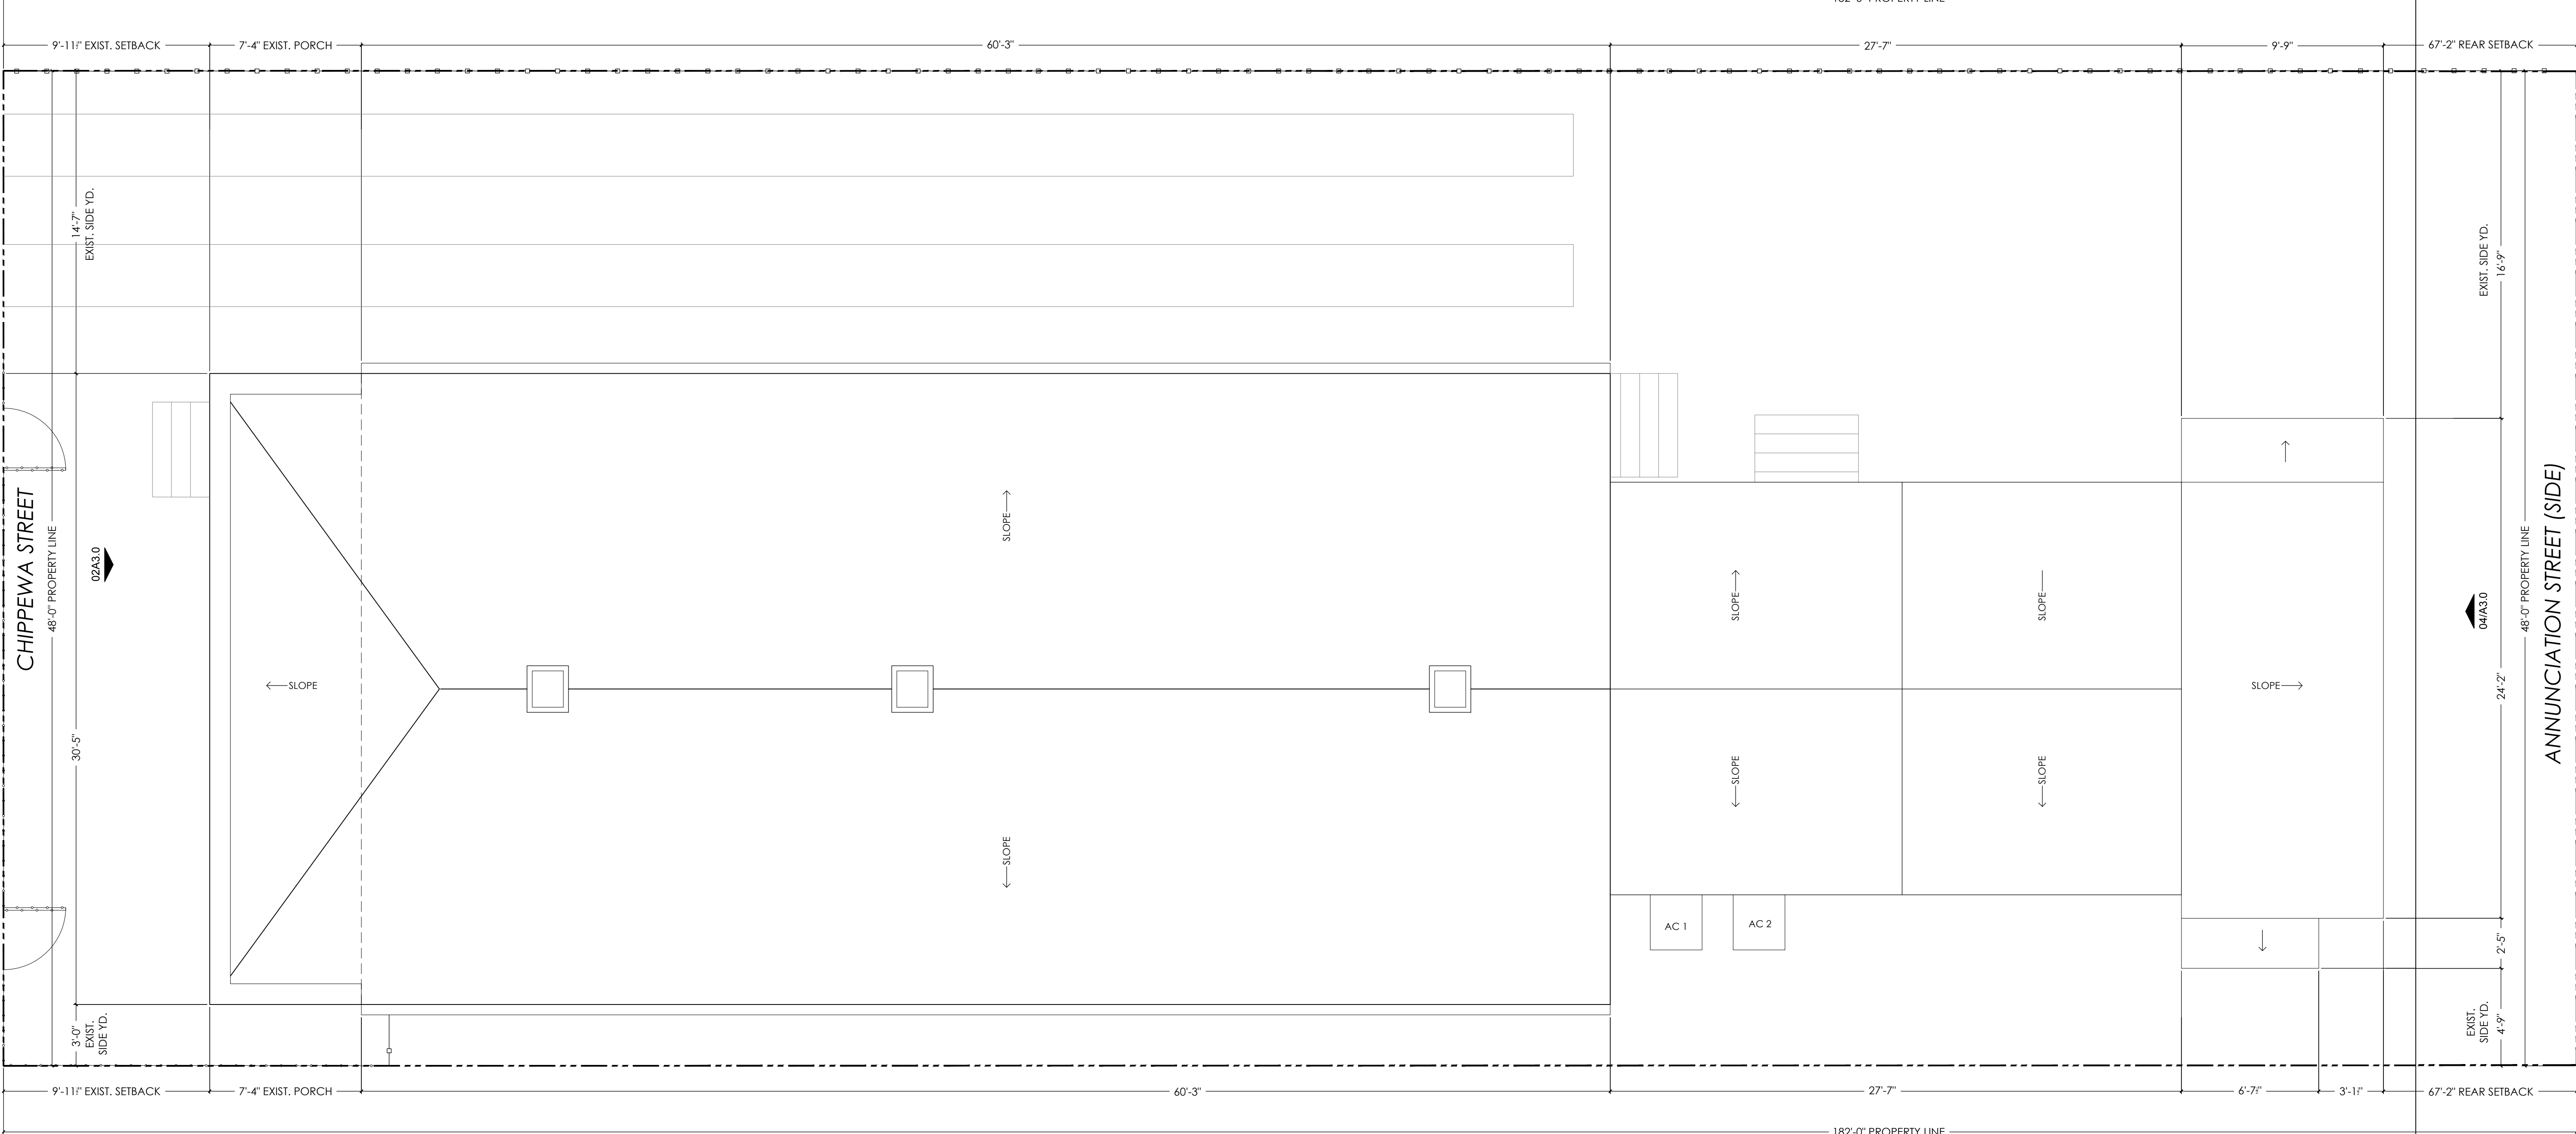 182'-0" PROPERTY LINE
9'-11½" EXIST. SETBACK
7'-4" EXIST. PORCH
60'-3"
27'-7"
9'-9"
67'-2" REAR SETBACK
14'-7"
EXIST. SIDE YD.
EXIST. SIDE YD.
16'-9"
CHIPPEWA STREET
48'-0" PROPERTY LINE
02A3.0
30'-5"
SLOPE
SLOPE
SLOPE
SLOPE
SLOPE
SLOPE
SLOPE
SLOPE
AC 1
AC 2
04/A3.0
24'-2"
48'-0" PROPERTY LINE
ANNUNCIATION STREET (SIDE)
2'-5"
3'-0"
EXIST.
SIDE YD.
EXIST.
SIDE YD.
4'-9"
9'-11½" EXIST. SETBACK
7'-4" EXIST. PORCH
60'-3"
27'-7"
6'-7½"
3'-1½"
67'-2" REAR SETBACK
182'-0" PROPERTY LINE